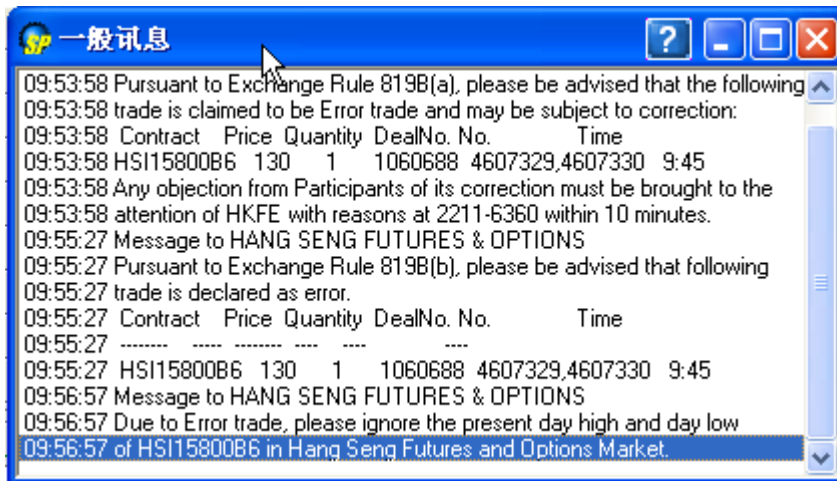 SP 一般讯息
09:53:58 Pursuant to Exchange Rule 819B(a), please be advised that the following
09:53:58 trade is claimed to be Error trade and may be subject to correction:
09:53:58 Contract Price Quantity DealNo. No. Time
09:53:58 HSI15800B6 130 1 1060688 4607329,4607330 9:45
09:53:58 Any objection from Participants of its correction must be brought to the
09:53:58 attention of HKFE with reasons at 2211-6360 within 10 minutes.
09:55:27 Message to HANG SENG FUTURES & OPTIONS
09:55:27 Pursuant to Exchange Rule 819B(b), please be advised that following
09:55:27 trade is declared as error.
09:55:27 Contract Price Quantity DealNo. No. Time
09:55:27 -------- ----- -------- ---- ---- ----
09:55:27 HSI15800B6 130 1 1060688 4607329,4607330 9:45
09:56:57 Message to HANG SENG FUTURES & OPTIONS
09:56:57 Due to Error trade, please ignore the present day high and day low
09:56:57 of HSI15800B6 in Hang Seng Futures and Options Market.